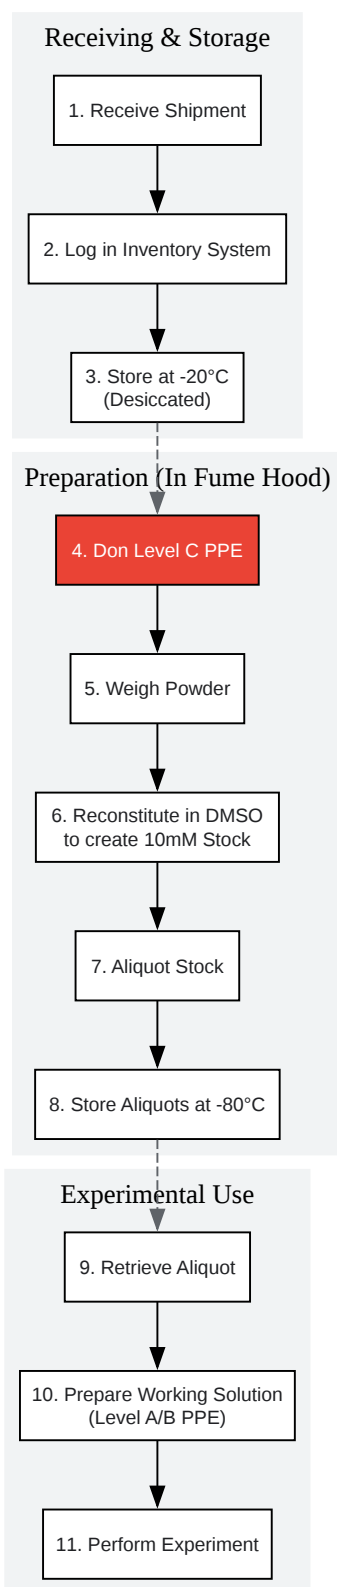 Receiving & Storage
1. Receive Shipment
2. Log in Inventory System
3. Store at -20°C
(Desiccated)
Preparation (In Fume Hood)
4. Don Level C PPE
5. Weigh Powder
6. Reconstitute in DMSO
to create 10mM Stock
7. Aliquot Stock
8. Store Aliquots at -80°C
Experimental Use
9. Retrieve Aliquot
10. Prepare Working Solution
(Level A/B PPE)
11. Perform Experiment